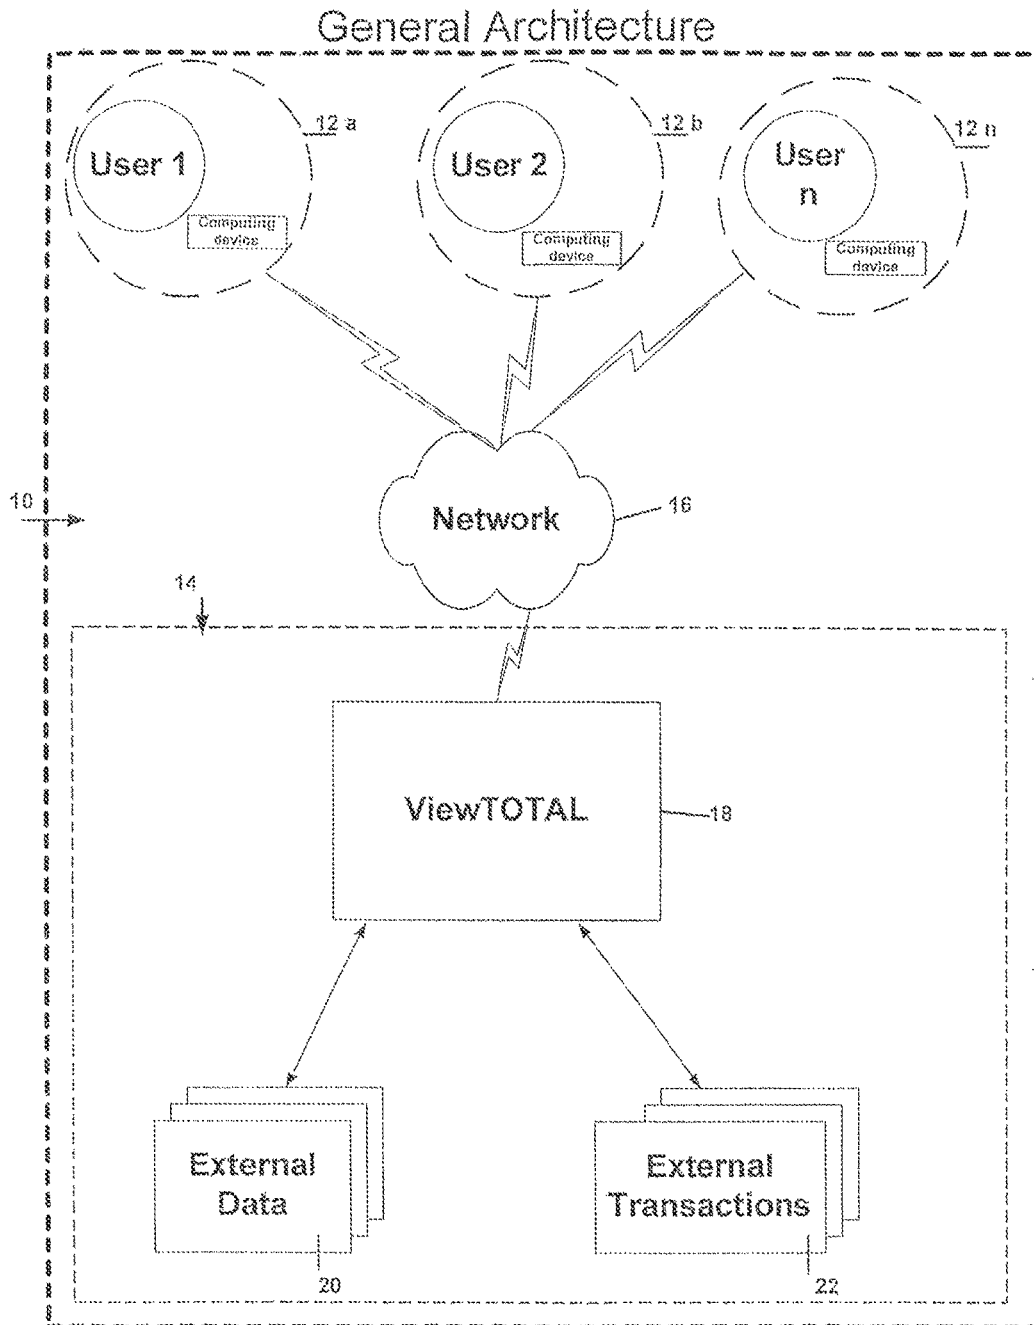 General Architecture
12 a
12 b
12 n
User 1
User 2
User
n
Computing
device
Computing
device
Computing
device
10
Network
16
14
ViewTOTAL
18
External
Data
External
Transactions
20
22